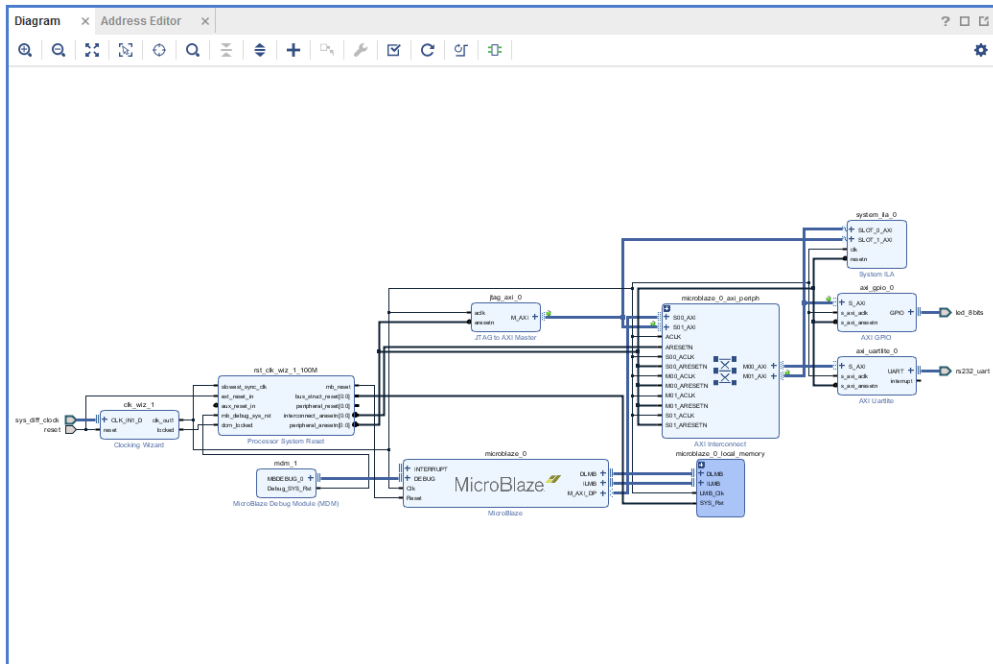 Diagram
Address Editor
system_ila_0
SLOT_0_AXI
SLOT_1_AXI
clk
resetn
System ILA
jtag_axi_0
aclk
aresetn
M_AXI
JTAG to AXI Master
microblaze_0_axi_periph
S00_AXI
S01_AXI
ACLK
ARESETN
S00_ACLK
S00_ARESETN
M00_ACLK
M00_ARESETN
M01_ACLK
M01_ARESETN
S01_ACLK
S01_ARESETN
M00_AXI
M01_AXI
AXI Interconnect
axi_gpio_0
S_AXI
s_axi_aclk
s_axi_aresetn
GPIO
AXI GPIO
led_8bits
axi_uartlite_0
S_AXI
s_axi_aclk
s_axi_aresetn
UART
interrupt
AXI Uartlite
rs232_uart
rst_clk_wiz_1_100M
slowest_sync_clk
ext_reset_in
aux_reset_in
mb_debug_sys_rst
dcm_locked
mb_reset
bus_struct_reset[0:0]
peripheral_reset[0:0]
interconnect_aresetn[0:0]
peripheral_aresetn[0:0]
Processor System Reset
sys_diff_clock
reset
clk_wiz_1
CLK_IN1_D
reset
clk_out1
locked
Clocking Wizard
mdm_1
MBDEBUG_0
Debug_SYS_Rst
MicroBlaze Debug Module (MDM)
microblaze_0
INTERRUPT
DEBUG
Clk
Reset
MicroBlaze
DLMB
ILMB
M_AXI_DP
MicroBlaze
microblaze_0_local_memory
DLMB
ILMB
LMB_Clk
SYS_Rst